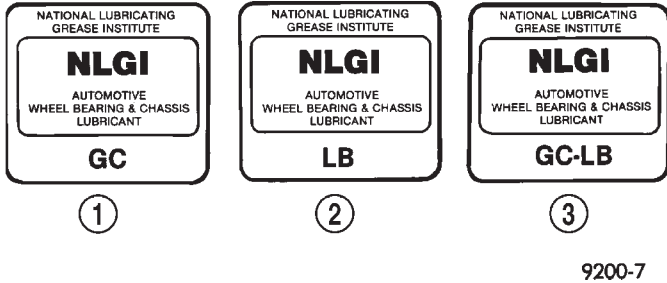 NATIONAL LUBRICATING
GREASE INSTITUTE
NLGI
AUTOMOTIVE
WHEEL BEARING & CHASSIS
LUBRICANT
GC
1
NATIONAL LUBRICATING
GREASE INSTITUTE
NLGI
AUTOMOTIVE
WHEEL BEARING & CHASSIS
LUBRICANT
LB
2
NATIONAL LUBRICATING
GREASE INSTITUTE
NLGI
AUTOMOTIVE
WHEEL BEARING & CHASSIS
LUBRICANT
GC-LB
3
9200-7